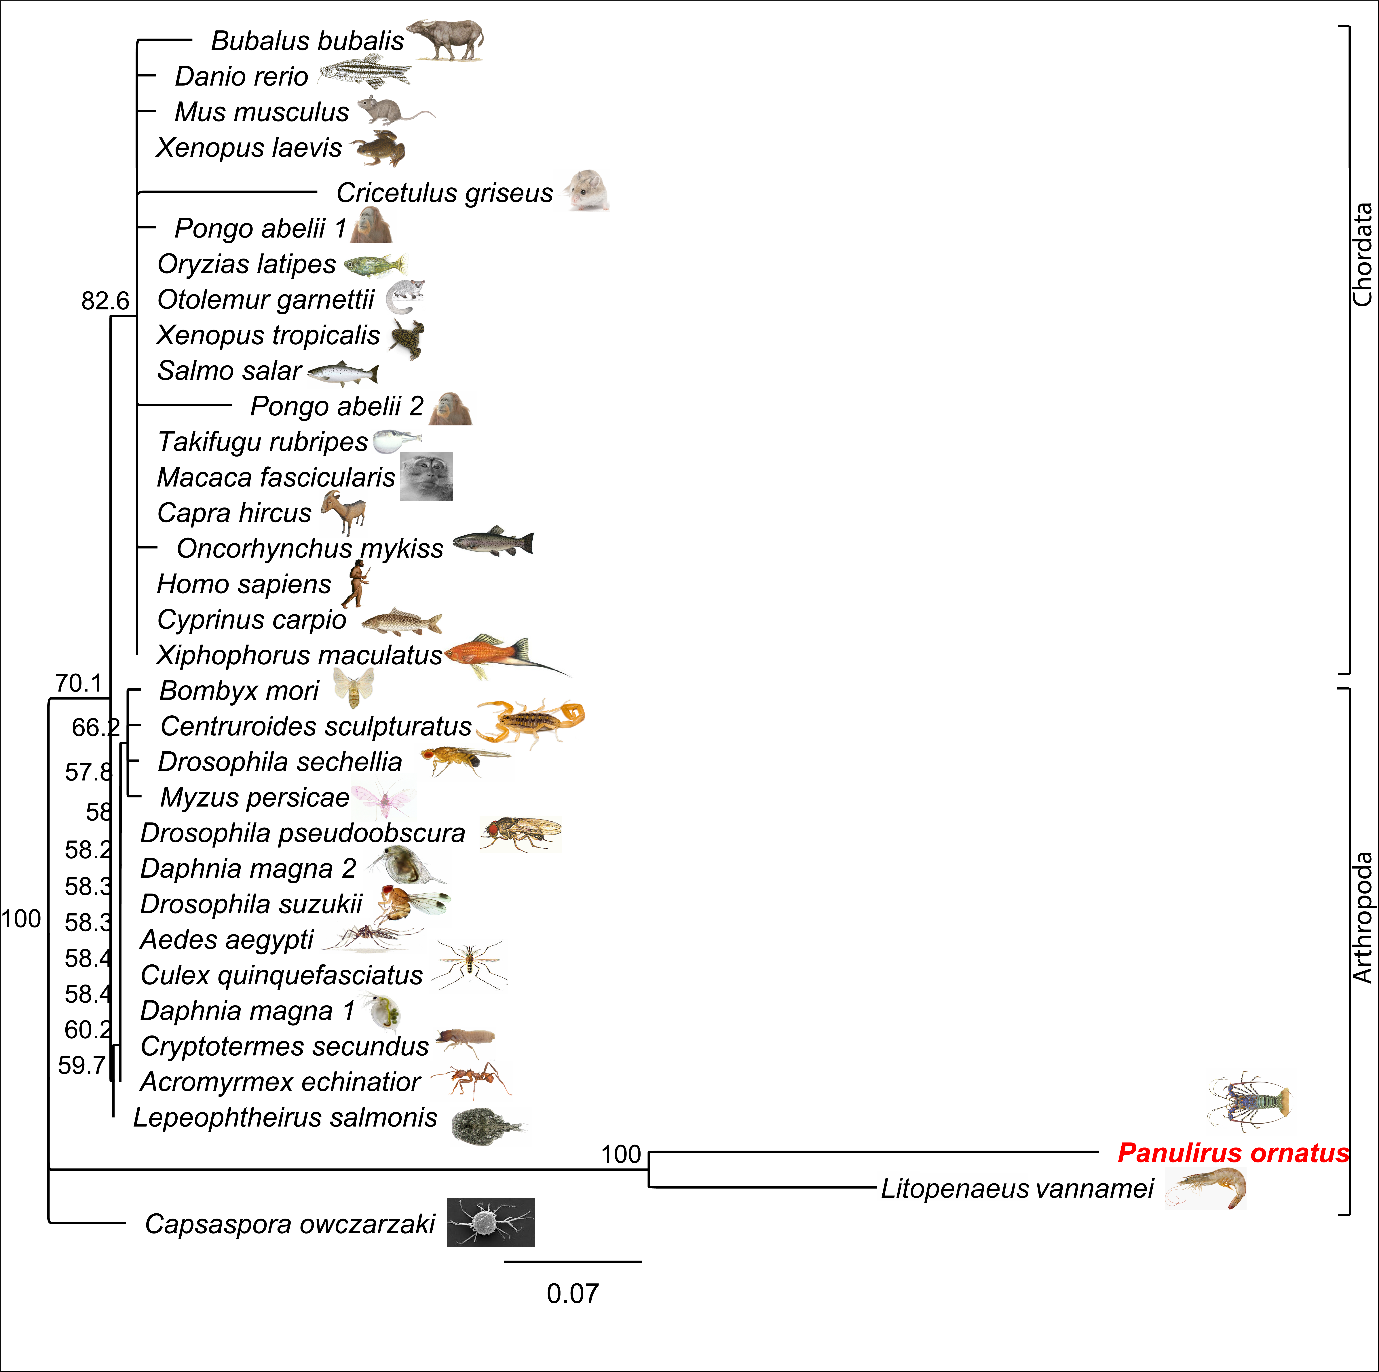 Bubalus bubalis
Danio rerio
Mus musculus
Xenopus laevis
Cricetulus griseus
Pongo abelii 1
Oryzias latipes
Otolemur garnettii
82.6
Xenopus tropicalis
Salmo salar
Pongo abelii 2
Takifugu rubripes
Macaca fascicularis
Capra hircus
Oncorhynchus mykiss
Homo sapiens
Cyprinus carpio
Xiphophorus maculatus
Chordata
70.1
Bombyx mori
66.2
Centruroides sculpturatus
Drosophila sechellia
57.8
Myzus persicae
58
Drosophila pseudoobscura
58.2
Daphnia magna 2
58.3
Drosophila suzukii
100
58.3
Aedes aegypti
58.4
Culex quinquefasciatus
58.4
Daphnia magna 1
60.2
Cryptotermes secundus
59.7
Acromyrmex echinatior
Lepeophtheirus salmonis
Arthropoda
100
Panulirus ornatus
Litopenaeus vannamei
Capsaspora owczarzaki
0.07